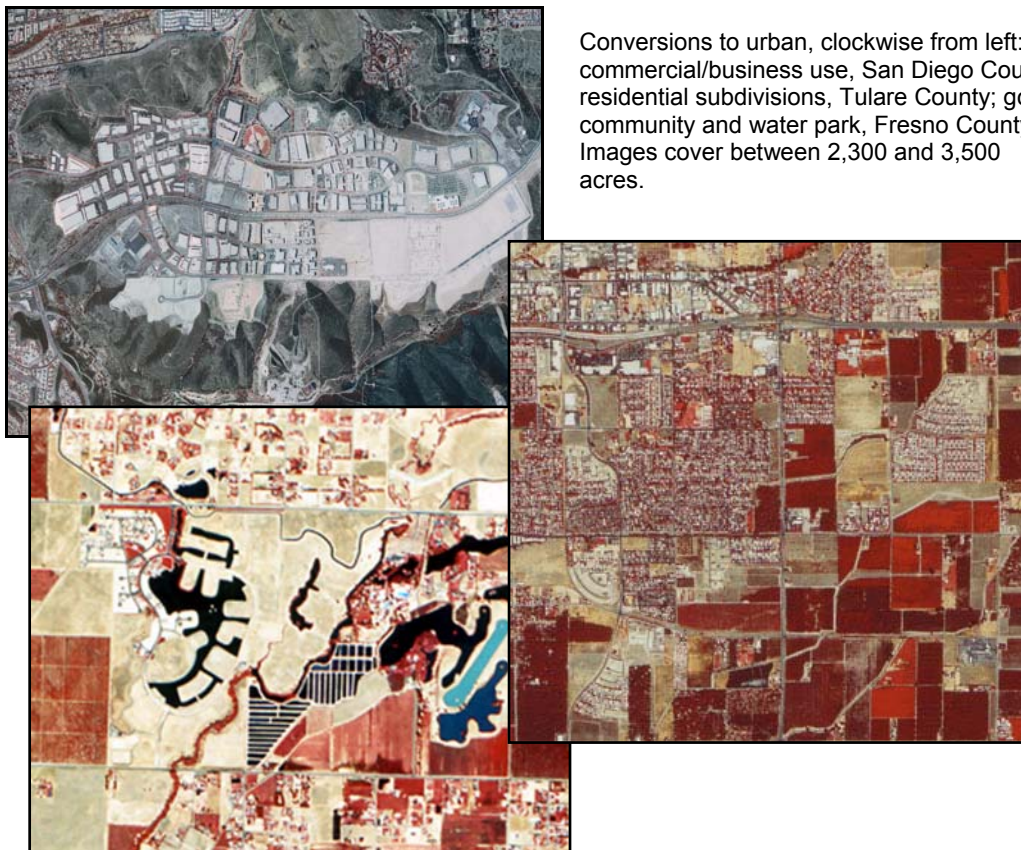 Conversions to urban, clockwise from left:
commercial/business use, San Diego Cou
residential subdivisions, Tulare County; go
community and water park, Fresno County
Images cover between 2,300 and 3,500
acres.